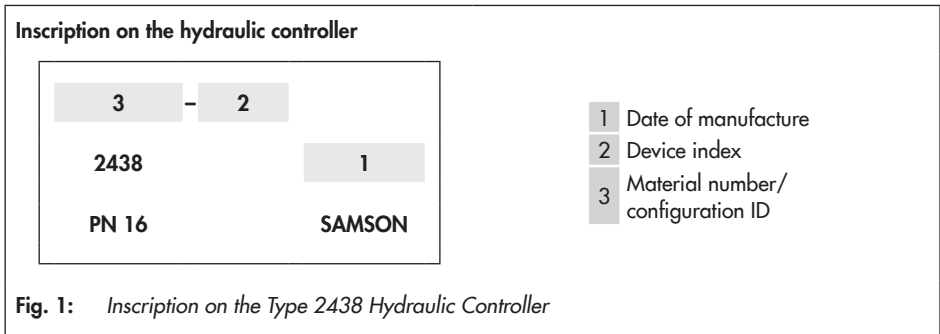 Inscription on the hydraulic controller
3 – 2
2438 1
PN 16 SAMSON
1 Date of manufacture
2 Device index
3 Material number/
configuration ID
Fig. 1: Inscription on the Type 2438 Hydraulic Controller